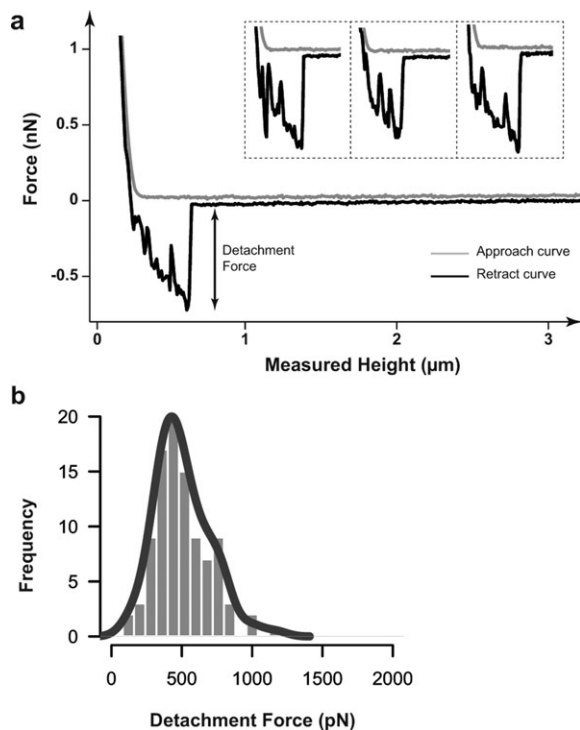 a
1
0.5
0
-0.5
Force (nN)
Detachment
Force
Approach curve
Retract curve
0
1
2
3
Measured Height (µm)
b
20
15
10
5
0
Frequency
0
500
1000
1500
2000
Detachment Force (pN)